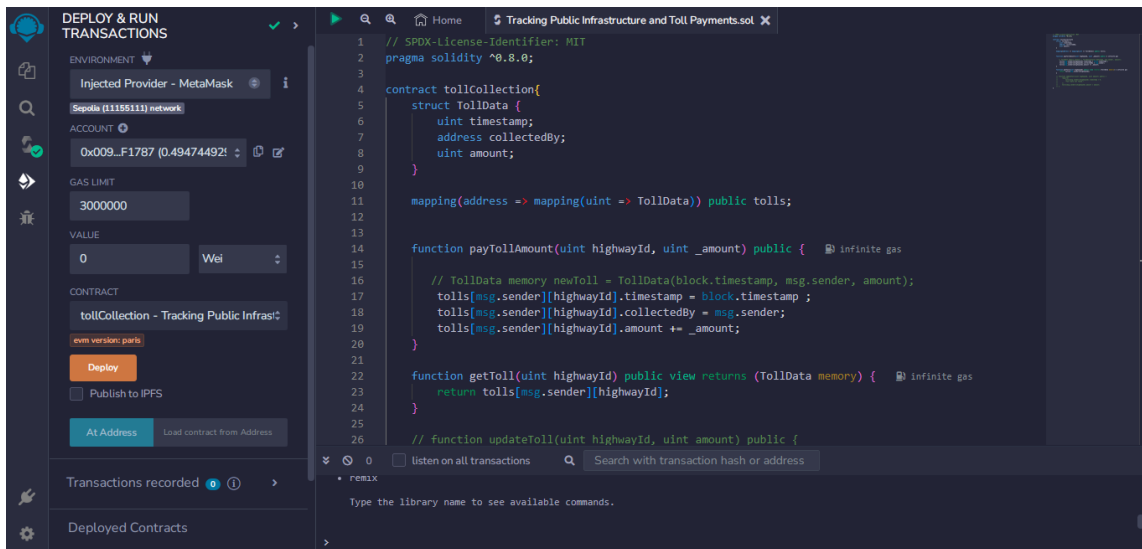 DEPLOY & RUN
TRANSACTIONS
ENVIRONMENT
Injected Provider - MetaMask
i
Sepolia (11155111) network
ACCOUNT
0x009...F1787 (0.49474492
GAS LIMIT
3000000
VALUE
0
Wei
CONTRACT
tollCollection - Tracking Public Infrast
evm version: paris
Deploy
Publish to IPFS
At Address
Load contract from Address
Transactions recorded 0 i
Deployed Contracts
Home
Tracking Public Infrastructure and Toll Payments.sol
1 // SPDX-License-Identifier: MIT
2 pragma solidity ^0.8.0;
3
4 contract tollCollection{
5 struct TollData {
6 uint timestamp;
7 address collectedBy;
8 uint amount;
9 }
10
11 mapping(address => mapping(uint => TollData)) public tolls;
12
13
14 function payTollAmount(uint highwayId, uint _amount) public { infinite gas
15
16 // TollData memory newToll = TollData(block.timestamp, msg.sender, amount);
17 tolls[msg.sender][highwayId].timestamp = block.timestamp ;
18 tolls[msg.sender][highwayId].collectedBy = msg.sender;
19 tolls[msg.sender][highwayId].amount += _amount;
20 }
21
22 function getToll(uint highwayId) public view returns (TollData memory) { infinite gas
23 return tolls[msg.sender][highwayId];
24 }
25
26 // function updateToll(uint highwayId, uint amount) public {
0 listen on all transactions Search with transaction hash or address
• remix
Type the library name to see available commands.
>